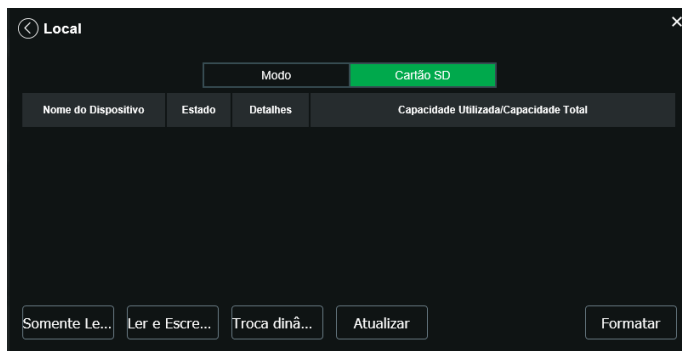 Local
Modo Cartão SD
Nome do Dispositivo Estado Detalhes Capacidade Utilizada/Capacidade Total
Somente Le... Ler e Escre... Troca dinâ... Atualizar Formatar